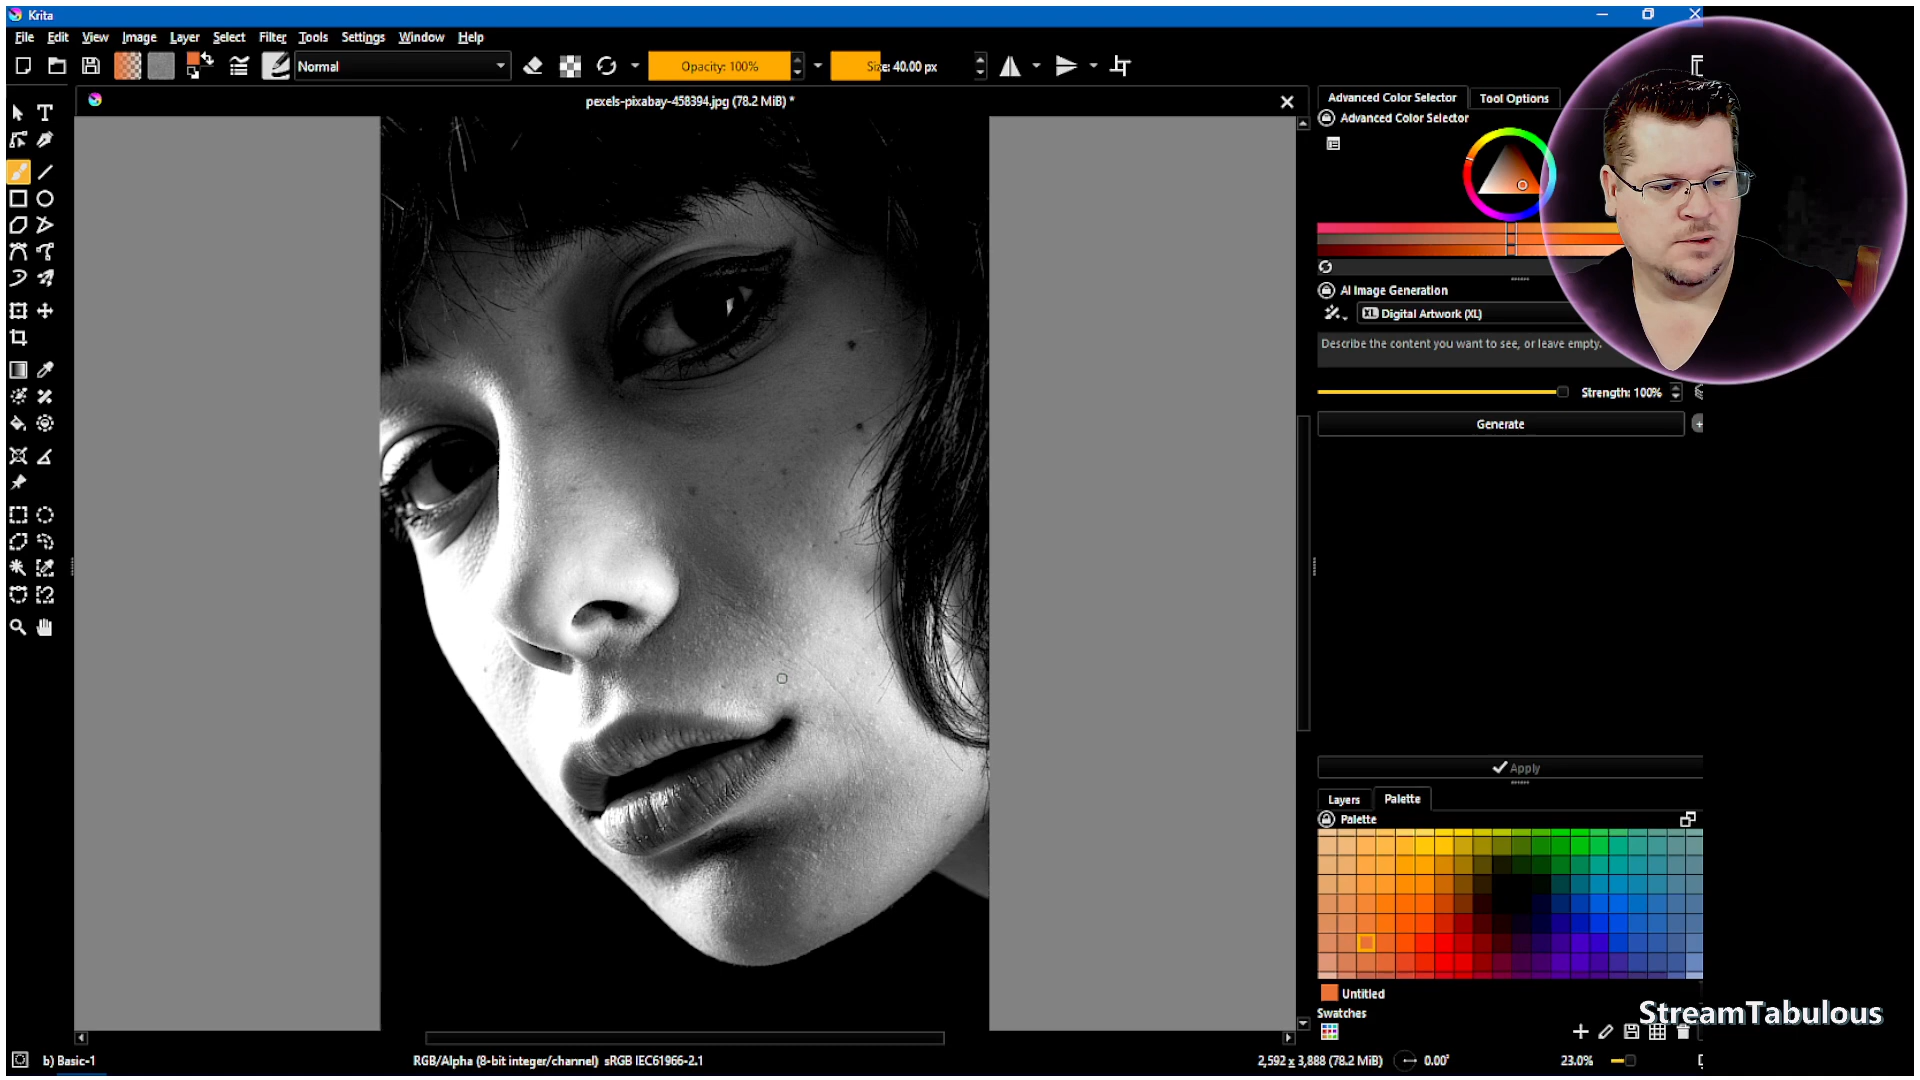 Krita
File Edit View Image Layer Select Filter Tools Settings Window Help
Normal
Opacity: 100%
Size: 40.00 px
pexels-pixabay-458394.jpg (78.2 MiB) *
Advanced Color Selector
Tool Options
Advanced Color Selector
AI Image Generation
XL Digital Artwork (XL)
Describe the content you want to see, or leave empty.
Strength: 100%
Generate
Apply
Layers
Palette
Palette
Untitled
Swatches
StreamTabulous
b) Basic-1
RGB/Alpha (8-bit integer/channel) sRGB IEC61966-2.1
2,592 x 3,888 (78.2 MiB)
0.00°
23.0%